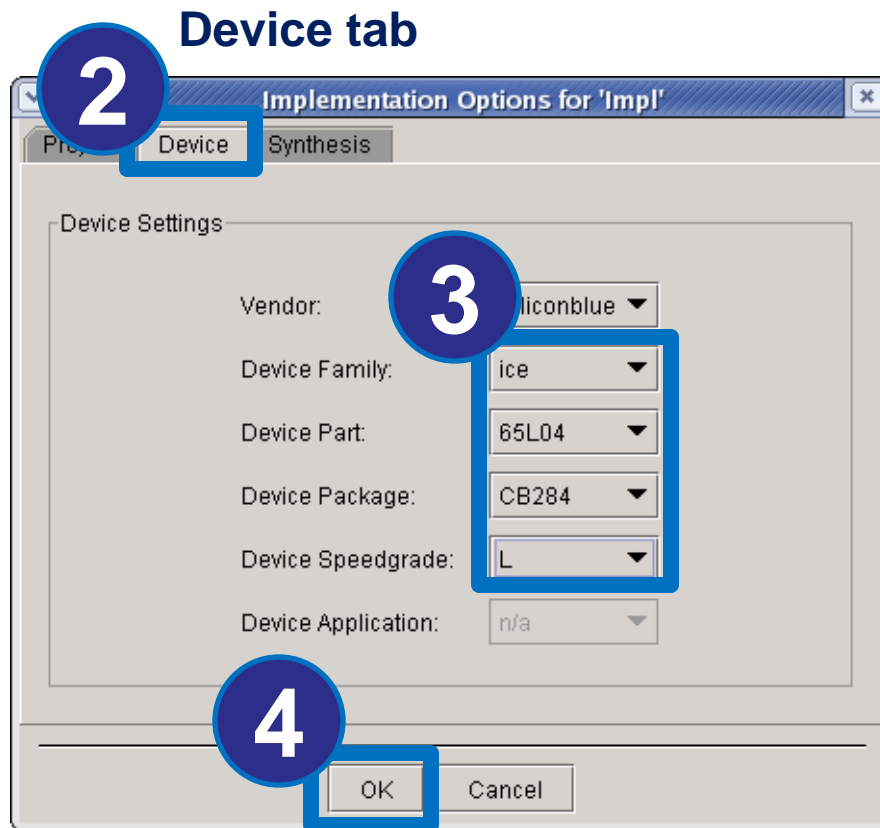 Device tab
2
Implementation Options for 'Impl'
Device Synthesis
Device Settings
3
Vendor:
Device Family: ice
Device Part: 65L04
Device Package: CB284
Device Speedgrade: L
Device Application: n/a
4
OK Cancel